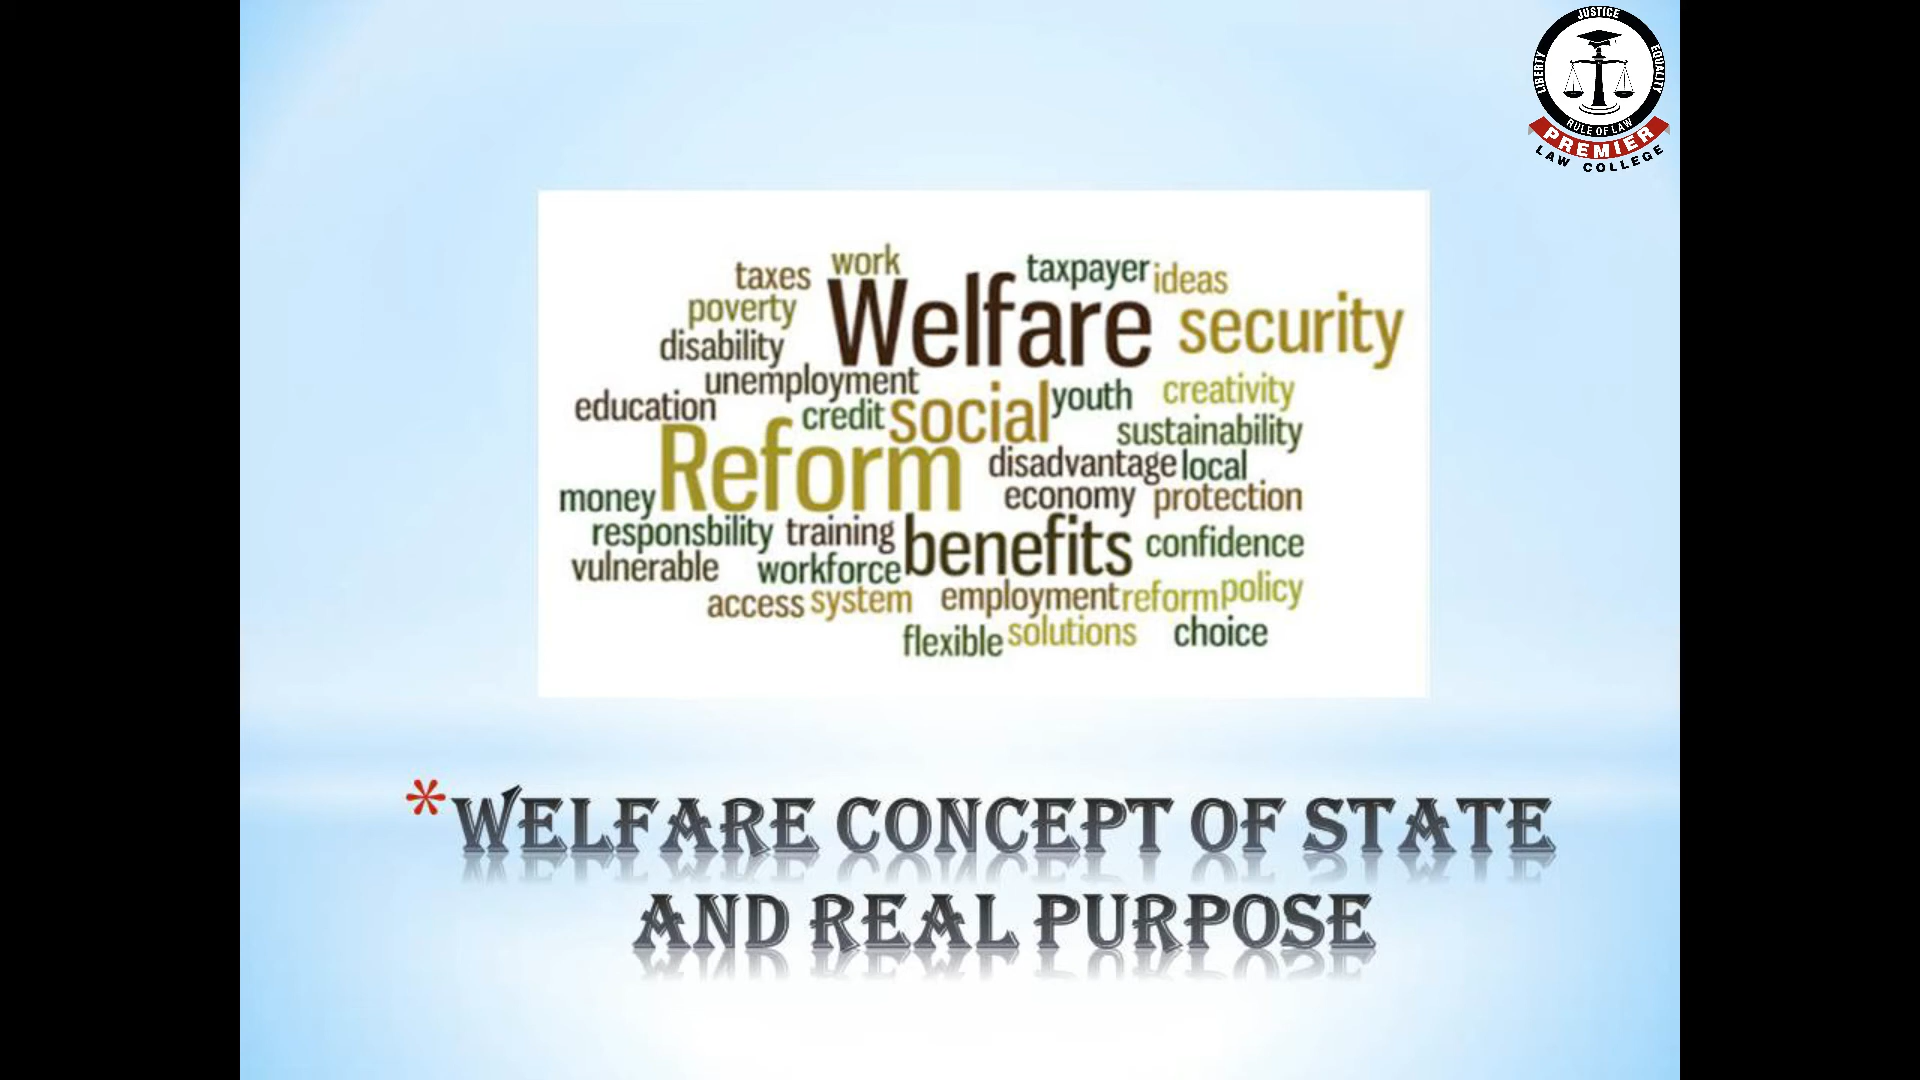 JUSTICE
LIBERTY
EQUALITY
RULE OF LAW
PREMIER
LAW COLLEGE
work
taxes
taxpayer
ideas
poverty
Welfare
security
disability
unemployment
youth
creativity
education
credit
social
sustainability
Reform
disadvantage
local
money
economy
protection
responsbility
training
benefits
confidence
vulnerable
workforce
access
system
employment
reform
policy
flexible
solutions
choice
*WELFARE CONCEPT OF STATE
AND REAL PURPOSE